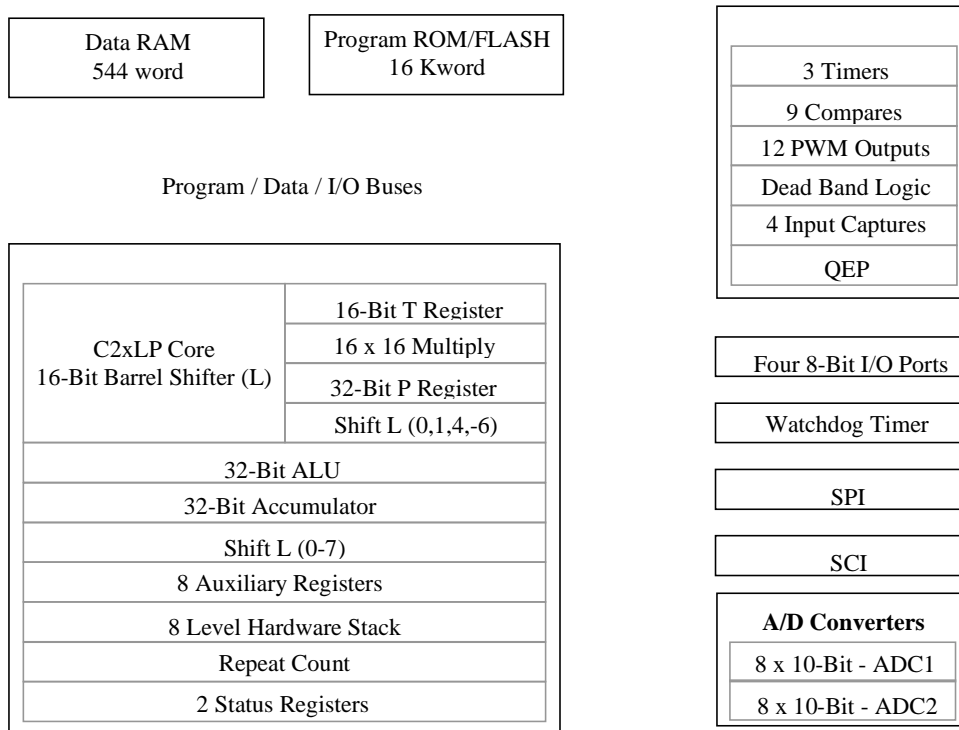 Data RAM
544 word
Program ROM/FLASH
16 Kword
Program / Data / I/O Buses
C2xLP Core
16-Bit Barrel Shifter (L)
16-Bit T Register
16 x 16 Multiply
32-Bit P Register
Shift L (0,1,4,-6)
32-Bit ALU
32-Bit Accumulator
Shift L (0-7)
8 Auxiliary Registers
8 Level Hardware Stack
Repeat Count
2 Status Registers
3 Timers
9 Compares
12 PWM Outputs
Dead Band Logic
4 Input Captures
QEP
Four 8-Bit I/O Ports
Watchdog Timer
SPI
SCI
A/D Converters
8 x 10-Bit - ADC1
8 x 10-Bit - ADC2